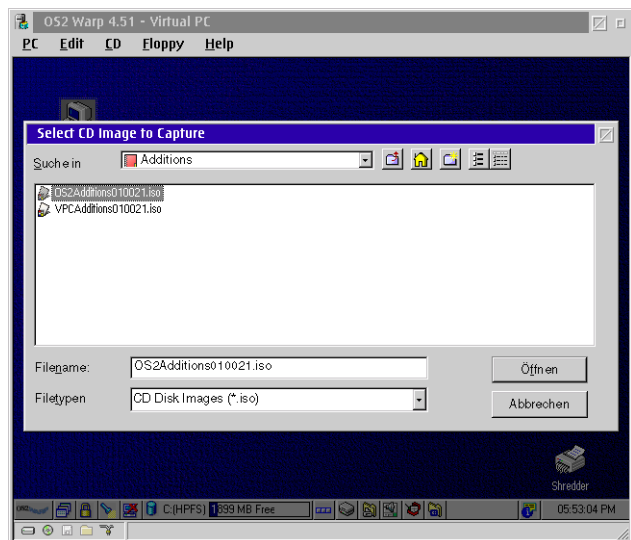 OS2 Warp 4.51 - Virtual PC
PC Edit CD Floppy Help
Select CD Image to Capture
Suche in Additions
OS2Additions010021.iso
VPCAdditions010021.iso
Filename: OS2Additions010021.iso Öffnen
Filetypen CD Disk Images (*.iso) Abbrechen
Shredder
C:(HPFS) 1899 MB Free 05:53:04 PM